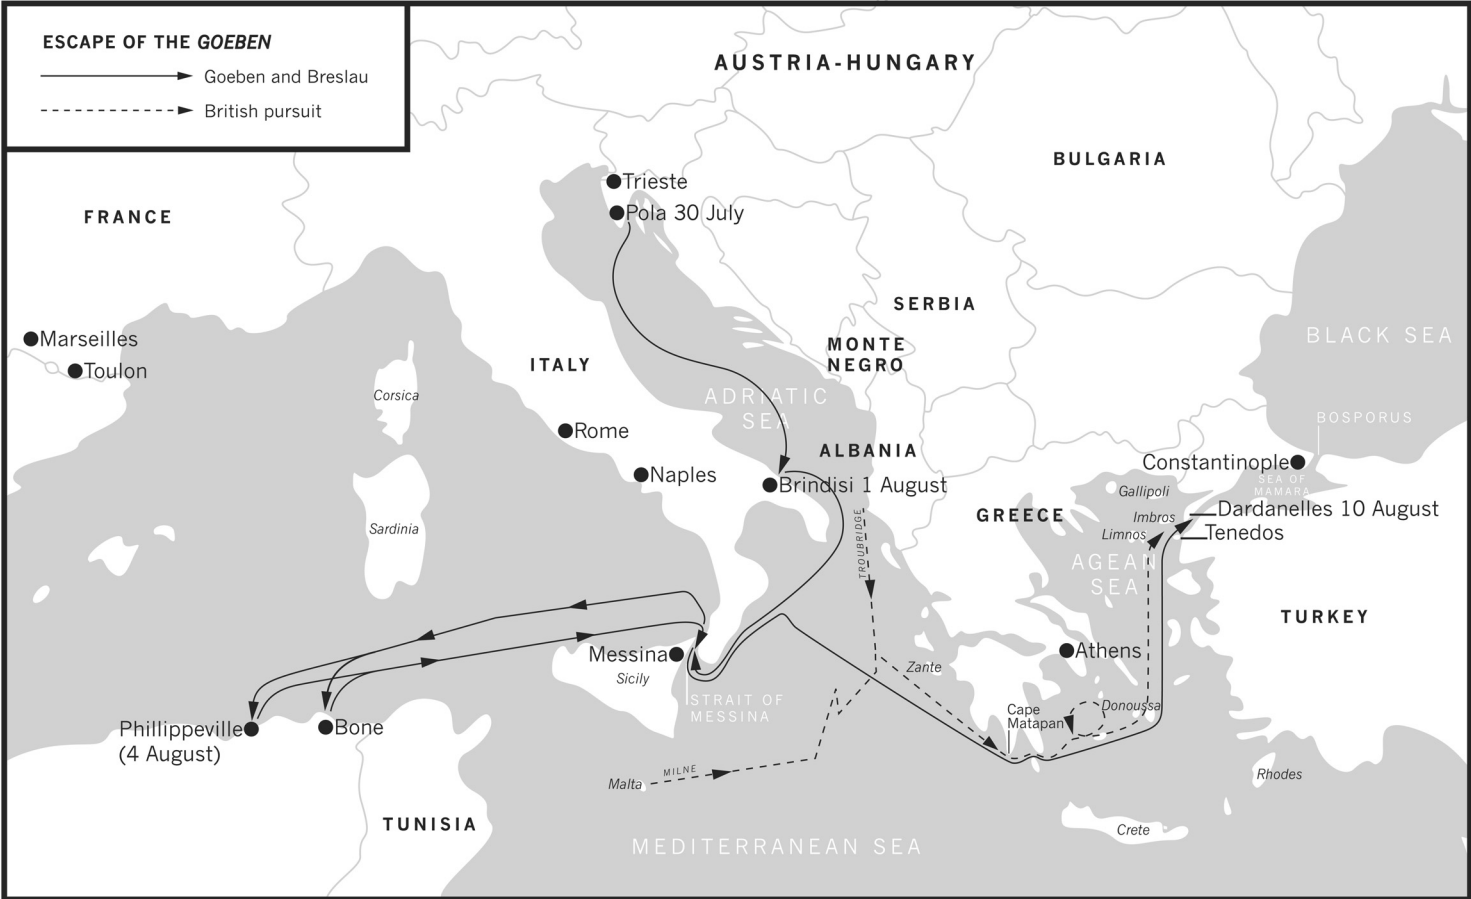 ESCAPE OF THE GOEBEN
Goeben and Breslau
British pursuit
AUSTRIA-HUNGARY
BULGARIA
Trieste
Pola 30 July
FRANCE
SERBIA
BLACK SEA
Marseilles
Toulon
ITALY
MONTE
NEGRO
Corsica
ADRIATIC
SEA
BOSPORUS
Rome
ALBANIA
Constantinople
Naples
Brindisi 1 August
SEA OF
MAMARA
Gallipoli
Dardanelles 10 August
GREECE
Imbros
Limnos
Tenedos
Sardinia
TROUBRIDGE
AGEAN
SEA
TURKEY
Messina
Sicily
Athens
Zante
STRAIT OF
MESSINA
Cape
Matapan
Donoussa
Phillippeville
(4 August)
Bone
Malta
MILNE
Rhodes
TUNISIA
Crete
MEDITERRANEAN SEA